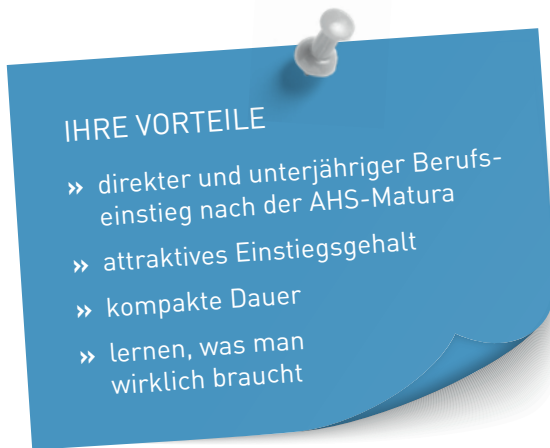 IHRE VORTEILE
» direkter und unterjähriger Berufs-
einstieg nach der AHS-Matura
» attraktives Einstiegsgehalt
» kompakte Dauer
» lernen, was man
wirklich braucht